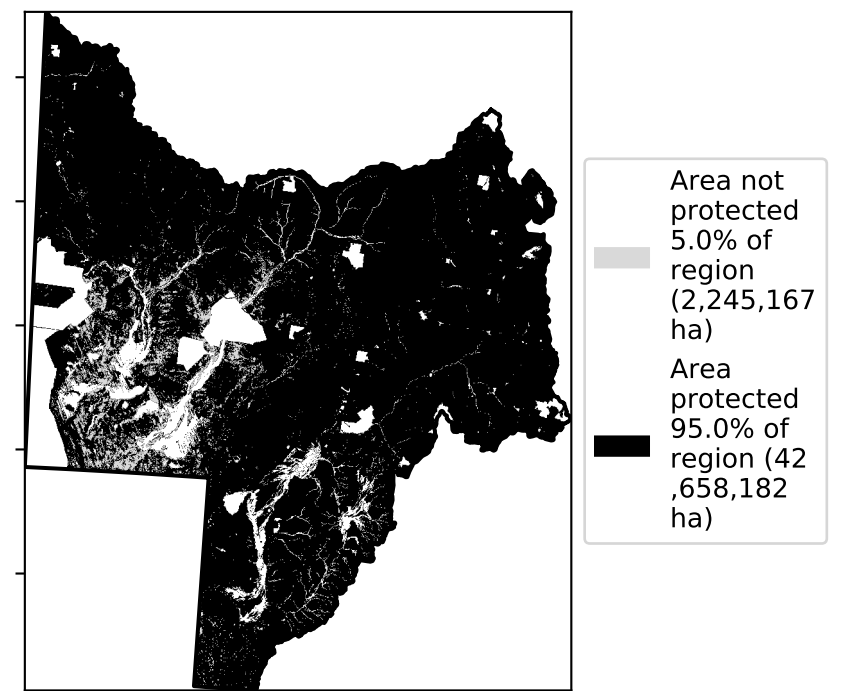 Area not
protected
5.0% of
region
(2,245,167
ha)
Area
protected
95.0% of
region (42
,658,182
ha)